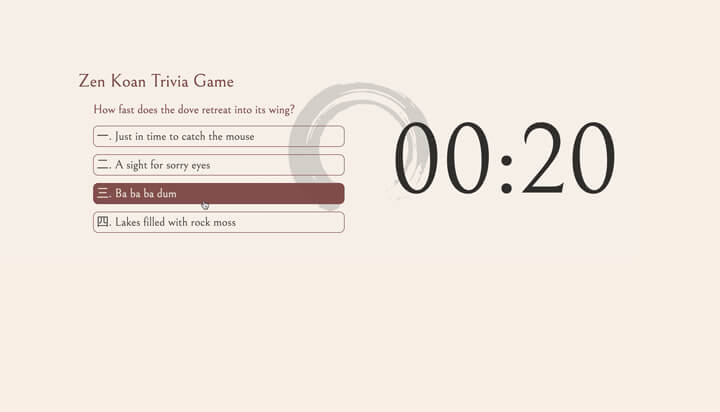 Zen Koan Trivia Game
How fast does the dove retreat into its wing?
一. Just in time to catch the mouse
二. A sight for sorry eyes
三. Ba ba ba dum
四. Lakes filled with rock moss
00:20